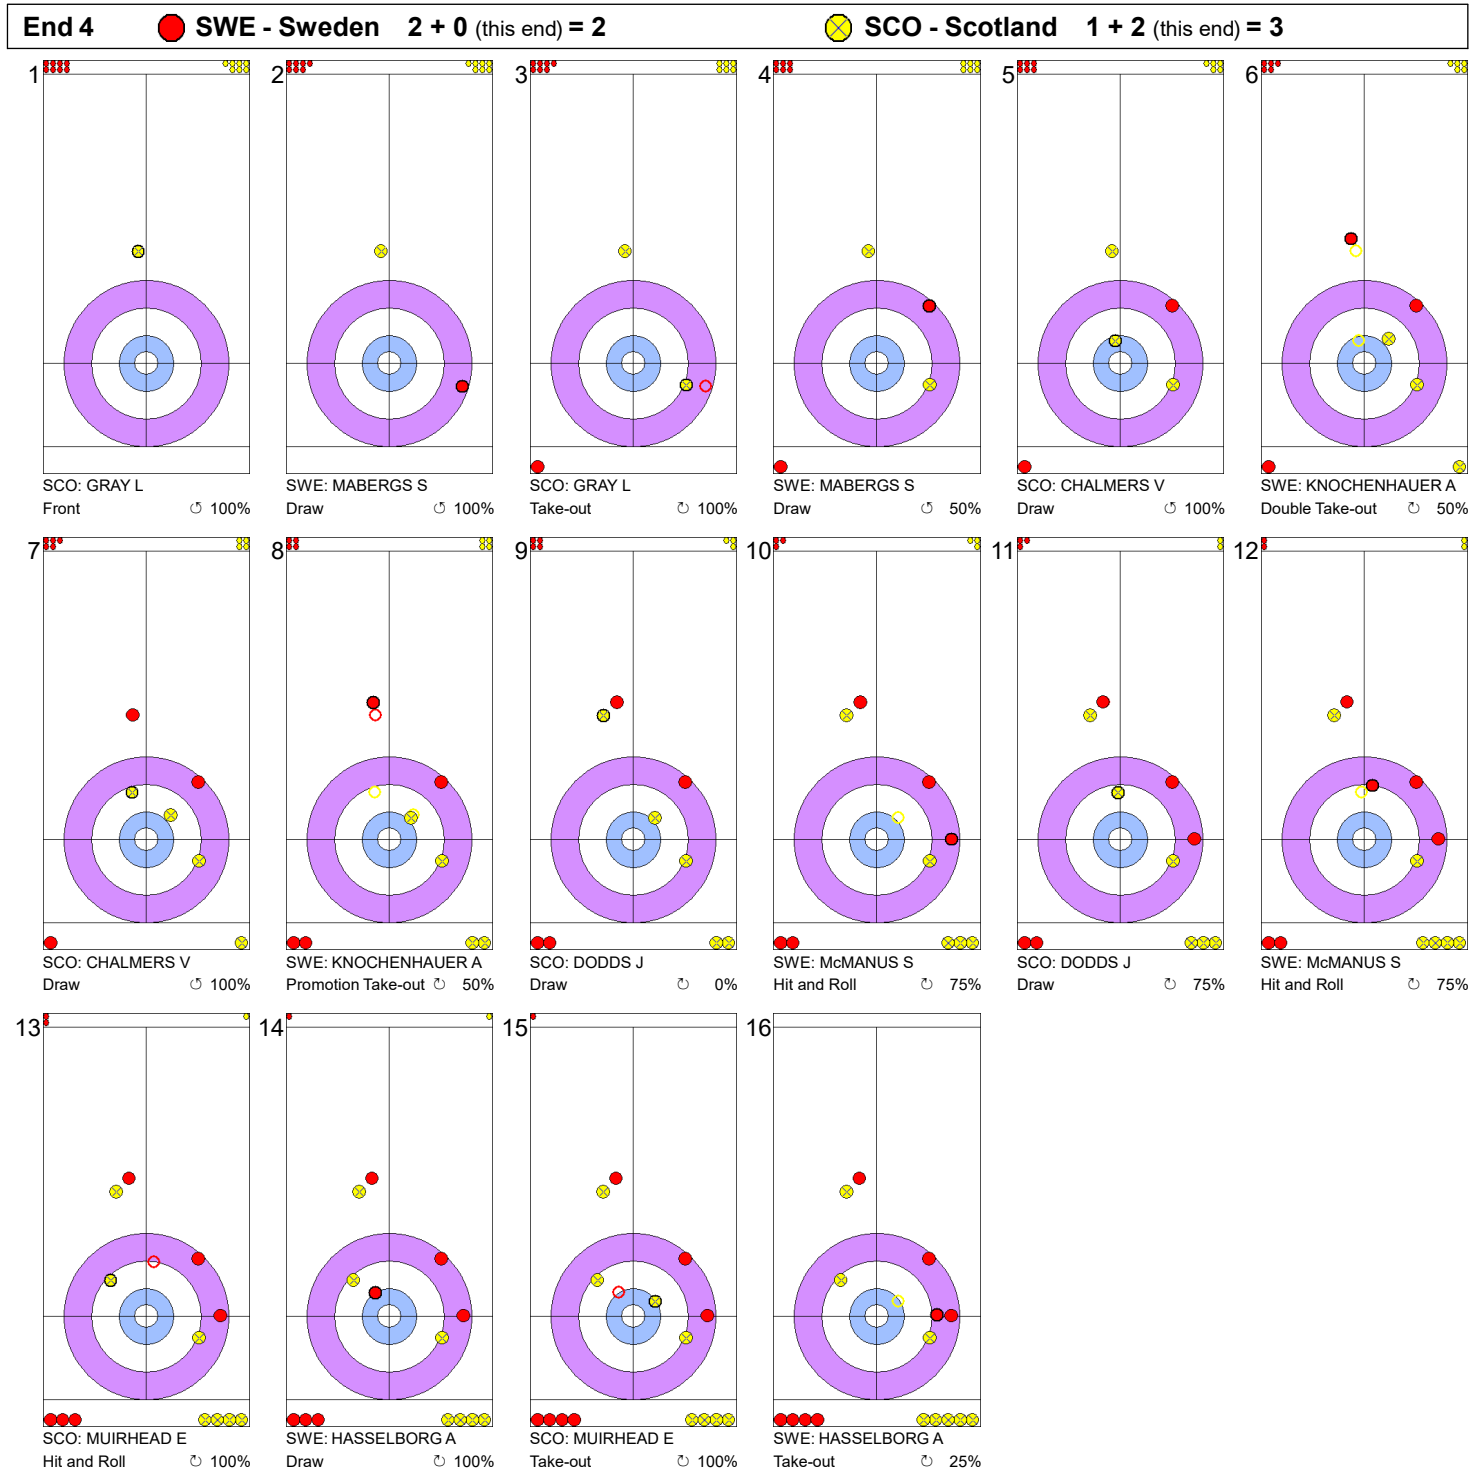 End 4 SWE - Sweden 2 + 0 (this end) = 2 SCO - Scotland 1 + 2 (this end) = 3
1 2 3 4 5 6
SCO: GRAY L SWE: MABERGS S SCO: GRAY L SWE: MABERGS S SCO: CHALMERS V SWE: KNOCHENHAUER A
Front ↺ 100% Draw ↺ 100% Take-out ↻ 100% Draw ↺ 50% Draw ↺ 100% Double Take-out ↻ 50%
7 8 9 10 11 12
SCO: CHALMERS V SWE: KNOCHENHAUER A SCO: DODDS J SWE: McMANUS S SCO: DODDS J SWE: McMANUS S
Draw ↺ 100% Promotion Take-out ↻ 50% Draw ↻ 0% Hit and Roll ↻ 75% Draw ↻ 75% Hit and Roll ↻ 75%
13 14 15 16
SCO: MUIRHEAD E SWE: HASSELBORG A SCO: MUIRHEAD E SWE: HASSELBORG A
Hit and Roll ↻ 100% Draw ↻ 100% Take-out ↻ 100% Take-out ↻ 25%